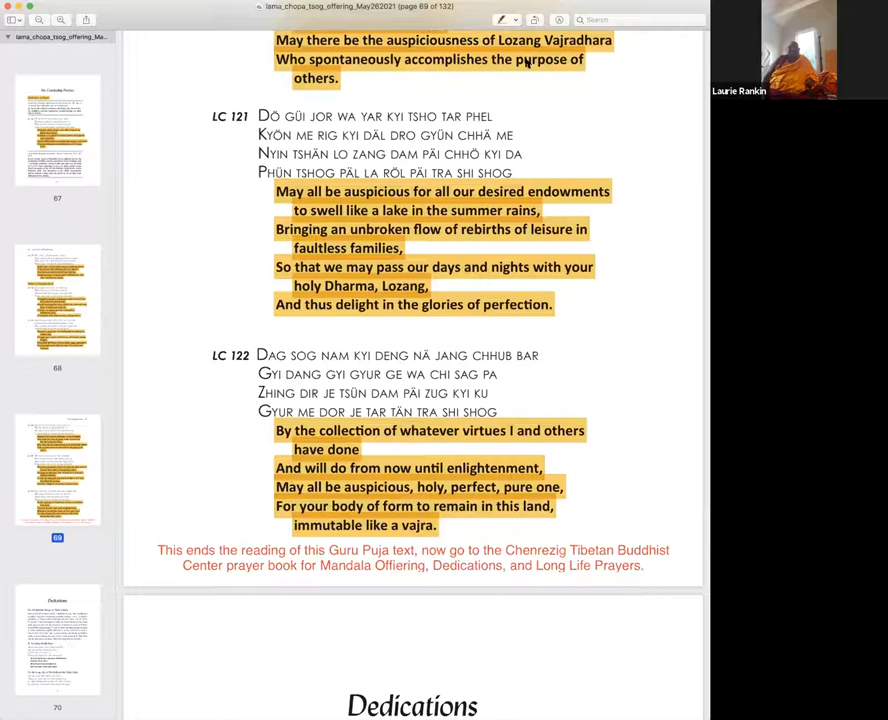 lama_chopa_tsog_offering_May262021 (page 69 of 132)
Search
lama_chopa_tsog_offering_Ma...
67
68
69
70
May there be the auspiciousness of Lozang Vajradhara
Who spontaneously accomplishes the purpose of
others.
LC 121 DÖ GÜI JOR WA YAR KYI TSHO TAR PHEL
KYÖN ME RIG KYI DÄL DRO GYÜN CHHÄ ME
NYIN TSHÄN LO ZANG DAM PÄI CHHÖ KYI DA
PHÜN TSHOG PÄL LA RÖL PÄI TRA SHI SHOG
May all be auspicious for all our desired endowments
to swell like a lake in the summer rains,
Bringing an unbroken flow of rebirths of leisure in
faultless families,
So that we may pass our days and nights with your
holy Dharma, Lozang,
And thus delight in the glories of perfection.
LC 122 DAG SOG NAM KYI DENG NÄ JANG CHHUB BAR
GYI DANG GYI GYUR GE WA CHI SAG PA
ZHING DIR JE TSÜN DAM PÄI ZUG KYI KU
GYUR ME DOR JE TAR TÄN TRA SHI SHOG
By the collection of whatever virtues I and others
have done
And will do from now until enlightenment,
May all be auspicious, holy, perfect, pure one,
For your body of form to remain in this land,
immutable like a vajra.
This ends the reading of this Guru Puja text, now go to the Chenrezig Tibetan Buddhist
Center prayer book for Mandala Offiering, Dedications, and Long Life Prayers.
Dedications
Dedications
Laurie Rankin